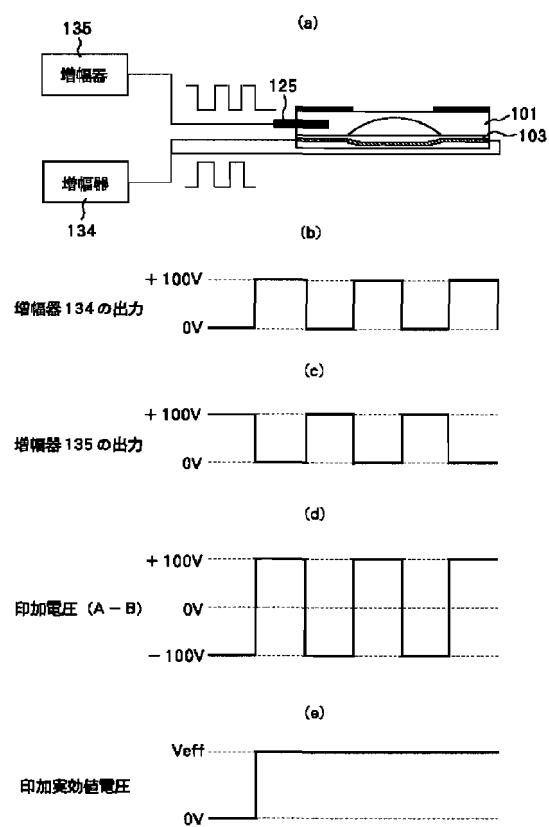 (a)
135
増幅器
125
101
103
増幅器
134
(b)
+100V
増幅器134の出力
0V
(c)
+100V
増幅器135の出力
0V
(d)
+100V
印加電圧(A-B)
0V
-100V
(e)
Veff
印加実効値電圧
0V